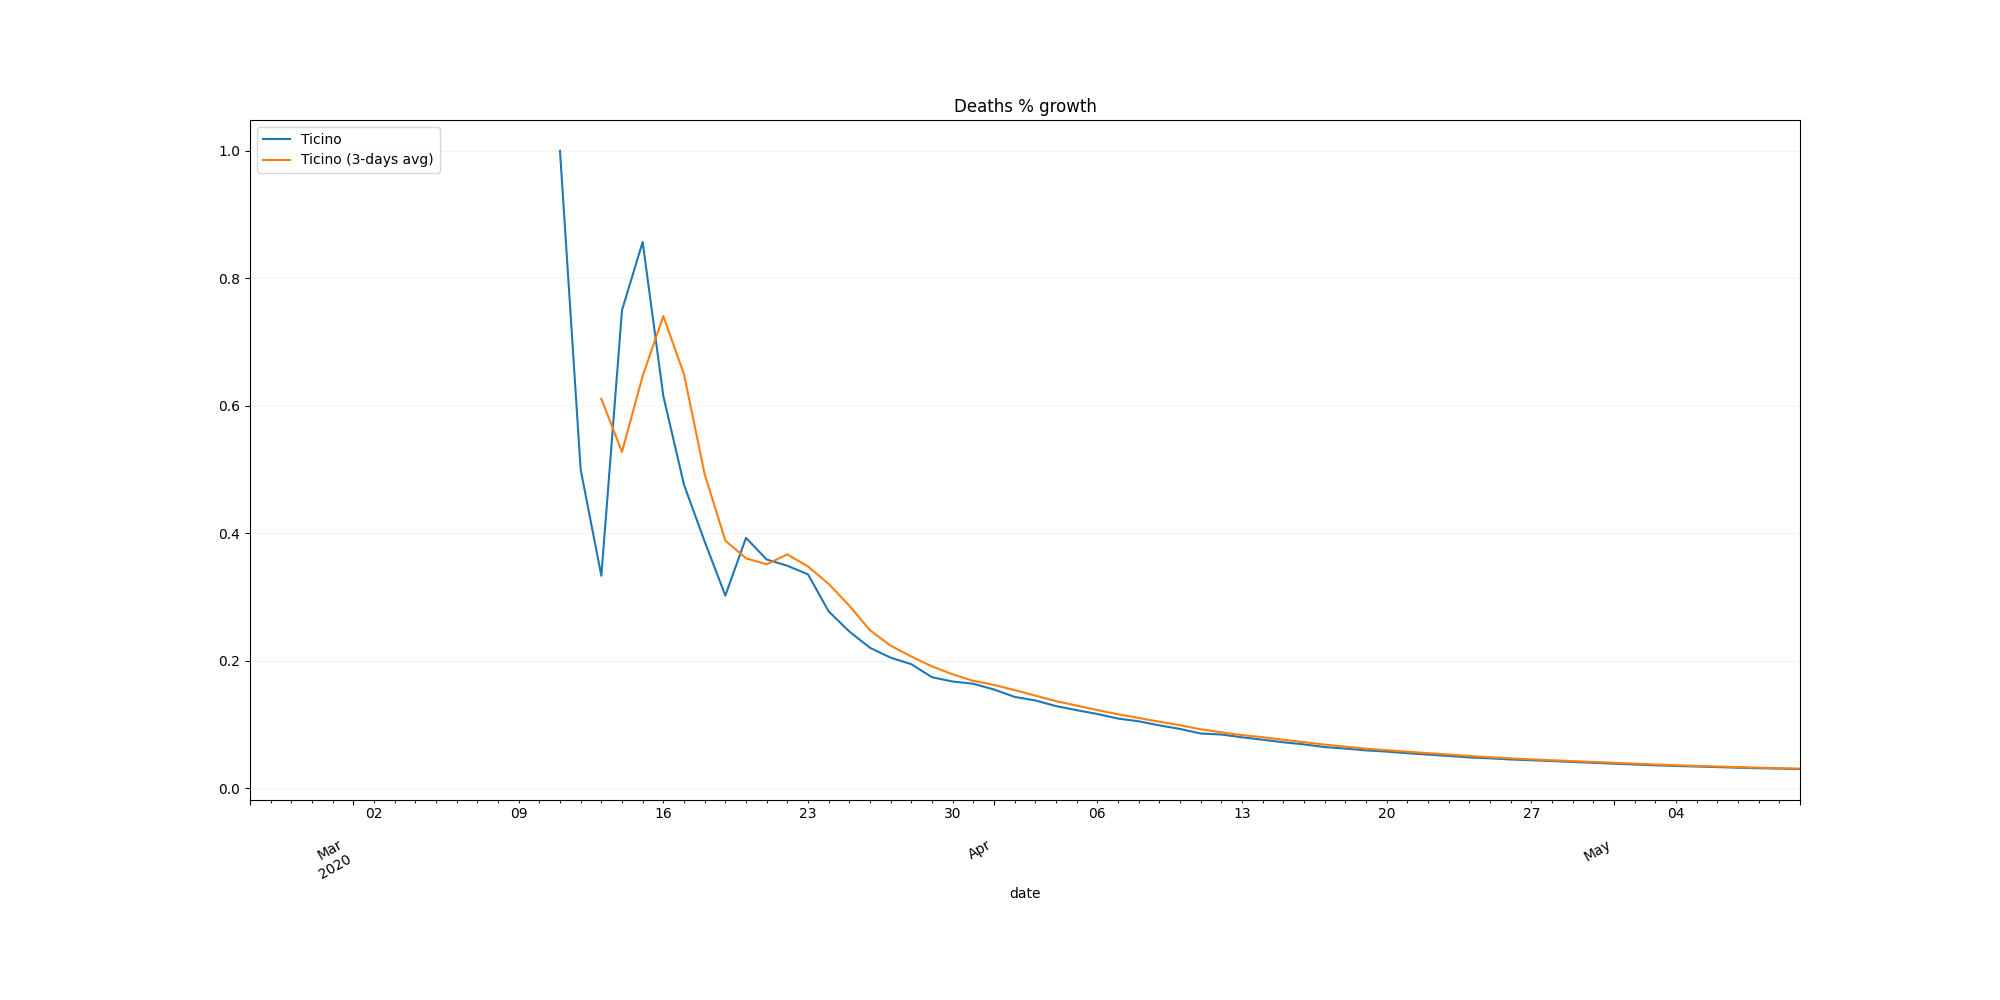 Deaths % growth
Ticino
Ticino (3-days avg)
1.0
0.8
0.6
0.4
0.2
0.0
02 09 16 23 30 06 13 20 27 04
Mar Apr May
2020
date